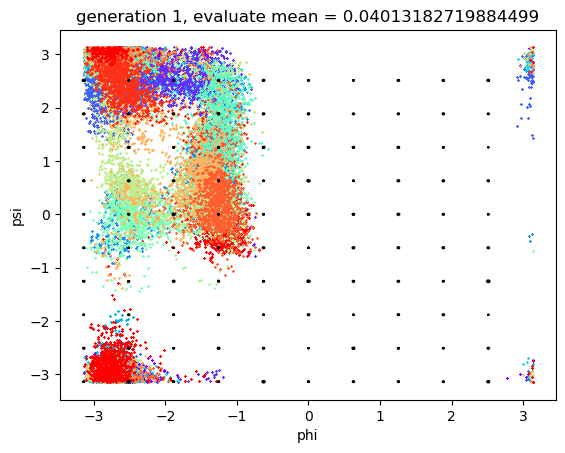 generation 1, evaluate mean = 0.04013182719884499
3
2
1
0
−1
−2
−3
psi
−3 −2 −1 0 1 2 3
phi